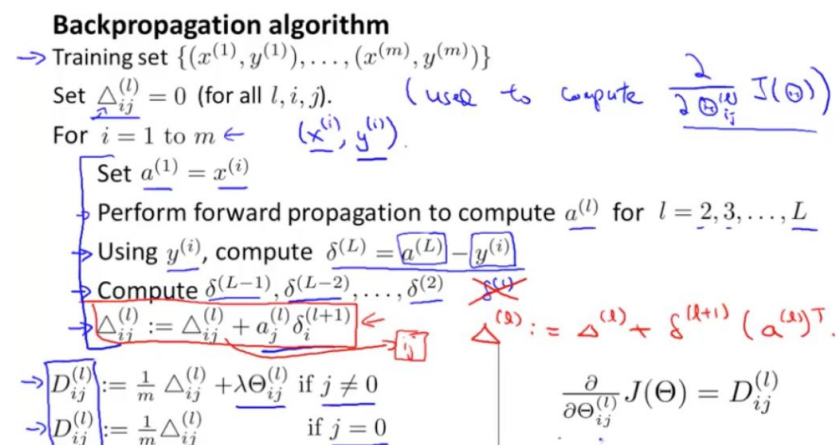 Backpropagation algorithm
→ Training set {(x^(1), y^(1)), . . . , (x^(m), y^(m))}
Set △_ij^(l) = 0 (for all l, i, j). (used to compute ∂/∂Θ_ij^(l) J(Θ))
For i = 1 to m ← (x^(i), y^(i)).
Set a^(1) = x^(i)
→ Perform forward propagation to compute a^(l) for l = 2, 3, . . . , L
→ Using y^(i), compute δ^(L) = a^(L) − y^(i)
→ Compute δ^(L−1), δ^(L−2), . . . , δ^(2) δ^(1)
→ △_ij^(l) := △_ij^(l) + a_j^(l) δ_i^(l+1) ← ij △^(l) := △^(l) + δ^(l+1) (a^(l))^T.
→ D_ij^(l) := 1/m △_ij^(l) + λΘ_ij^(l) if j ≠ 0 ∂/∂Θ_ij^(l) J(Θ) = D_ij^(l)
→ D_ij^(l) := 1/m △_ij^(l) if j = 0